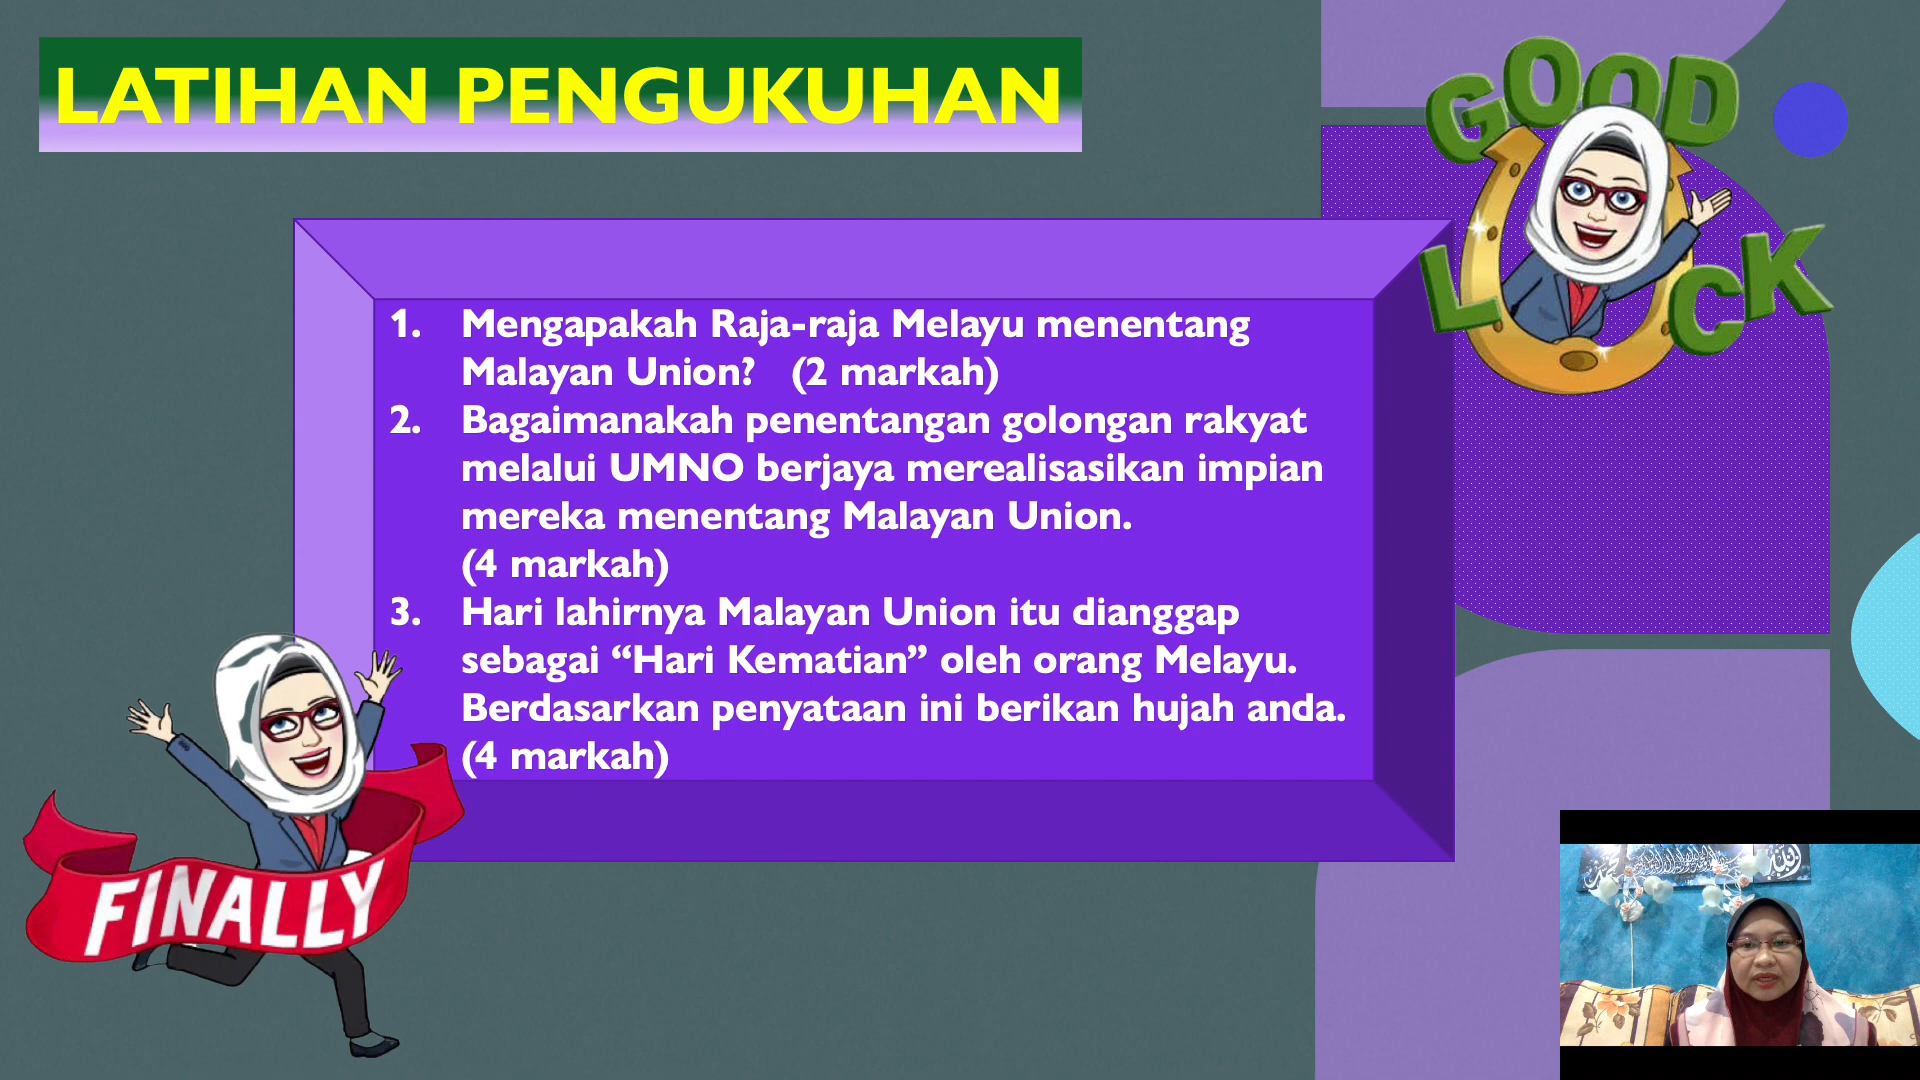 LATIHAN PENGUKUHAN
GOOD
LUCK
1. Mengapakah Raja-raja Melayu menentang
Malayan Union? (2 markah)
2. Bagaimanakah penentangan golongan rakyat
melalui UMNO berjaya merealisasikan impian
mereka menentang Malayan Union.
(4 markah)
3. Hari lahirnya Malayan Union itu dianggap
sebagai “Hari Kematian” oleh orang Melayu.
Berdasarkan penyataan ini berikan hujah anda.
(4 markah)
FINALLY